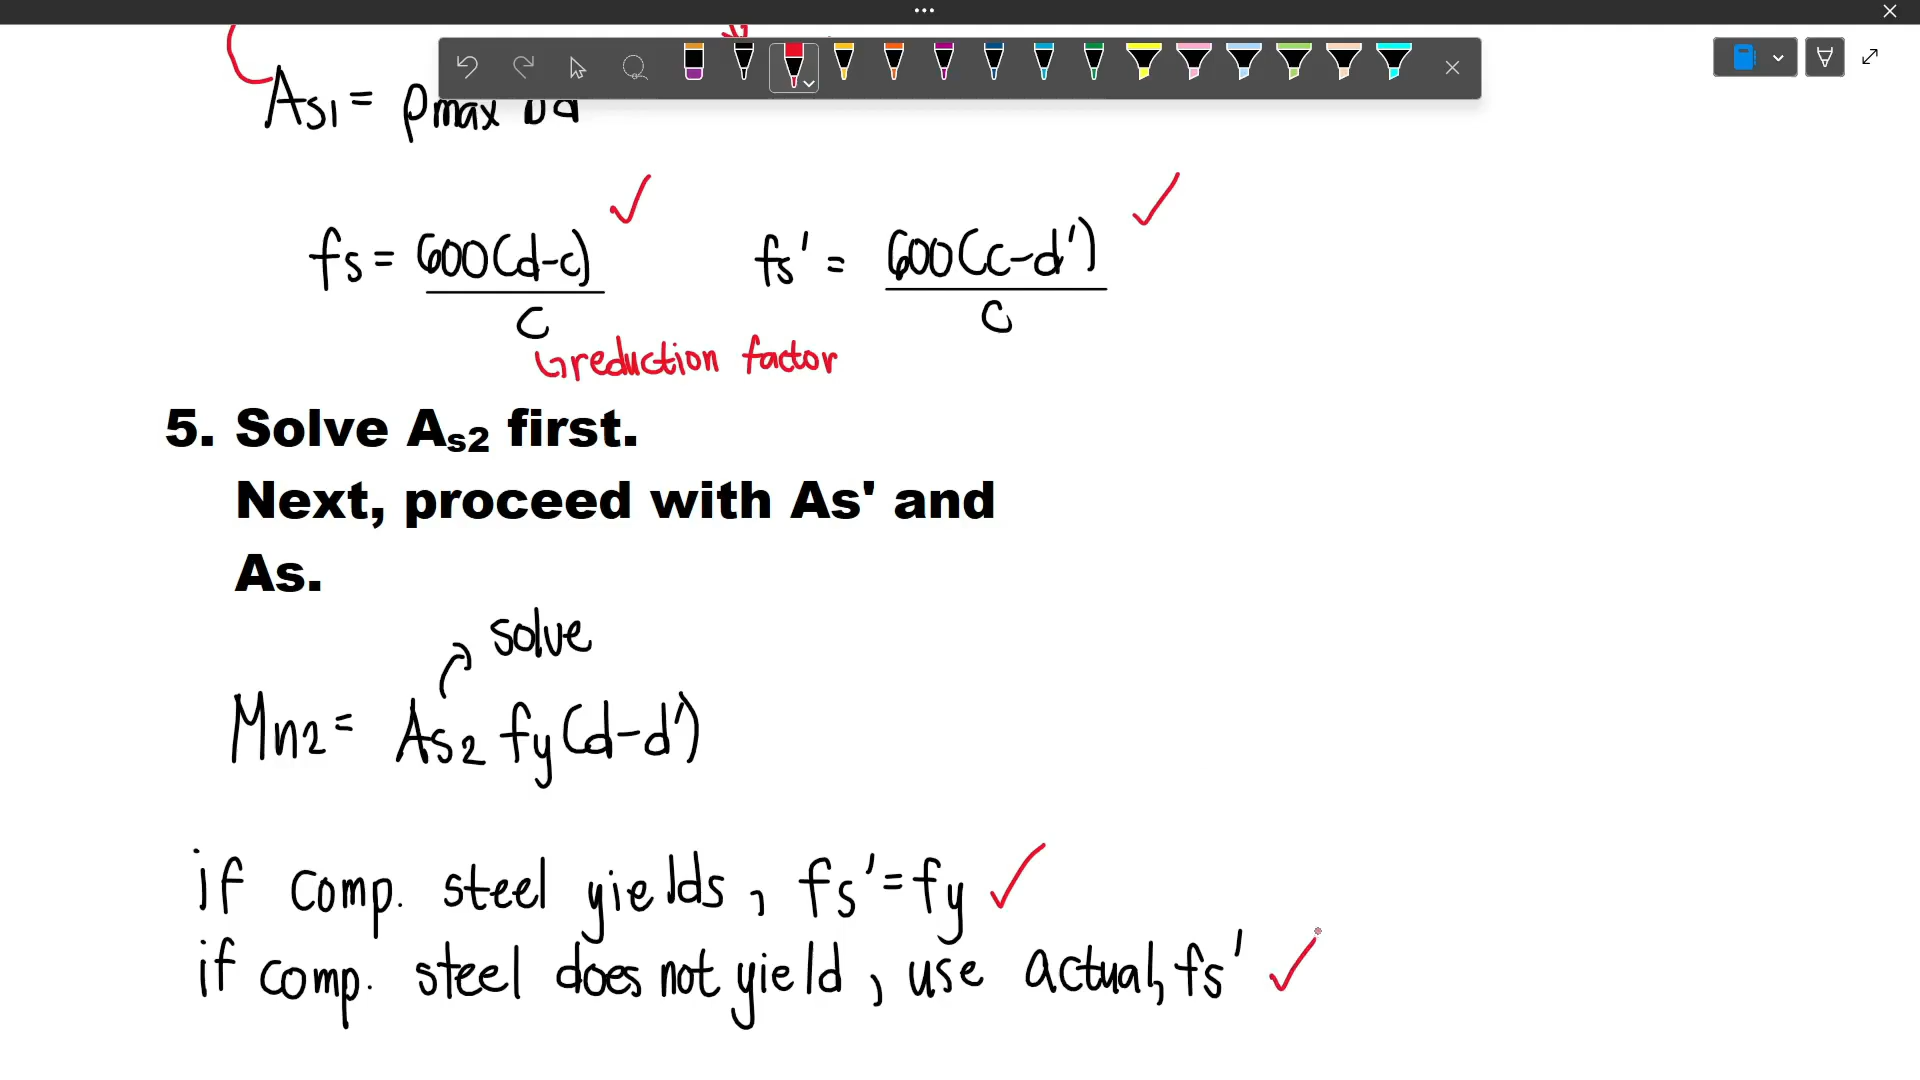 As1 = ρmax bd
fs = 600(d-c)/c
fs' = 600(c-d')/c
↳reduction factor
5. Solve As2 first.
Next, proceed with As' and
As.
solve
Mn2 = As2 fy(d-d')
if comp. steel yields, fs'=fy ✓
if comp. steel does not yield, use actual, fs' ✓